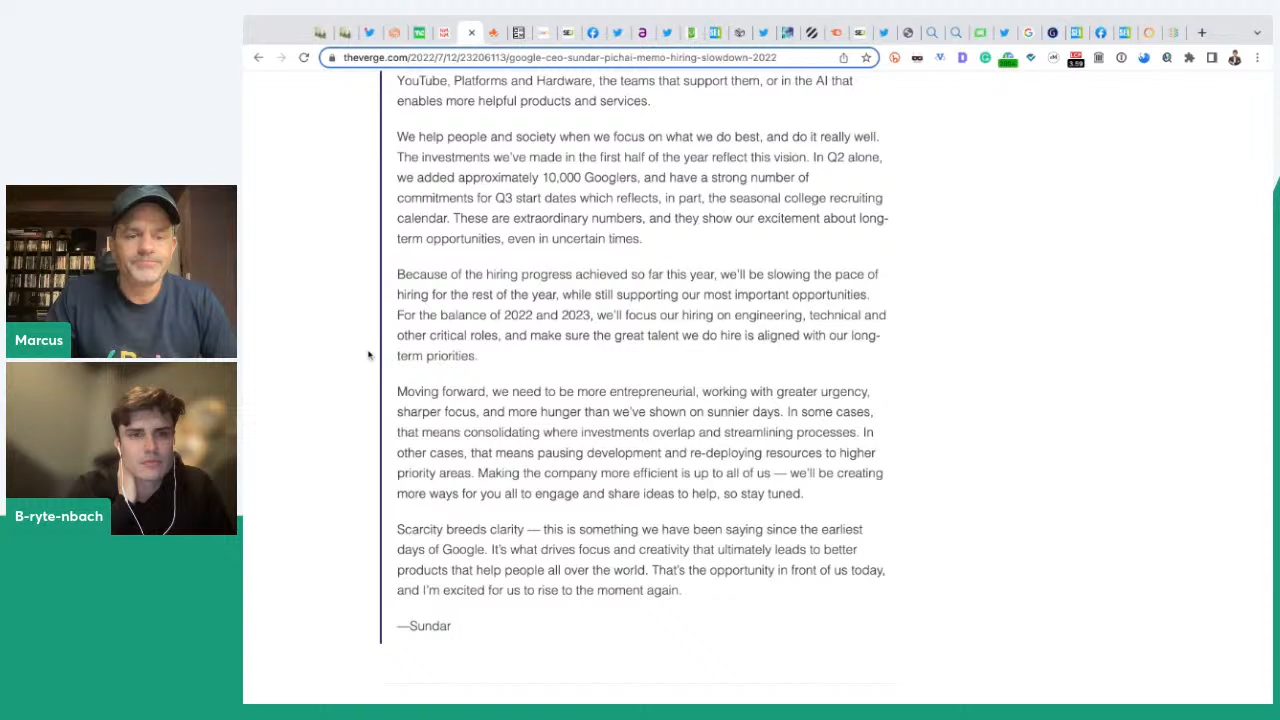 theverge.com/2022/7/12/23206113/google-ceo-sundar-pichai-memo-hiring-slowdown-2022
YouTube, Platforms and Hardware, the teams that support them, or in the AI that
enables more helpful products and services.
We help people and society when we focus on what we do best, and do it really well.
The investments we've made in the first half of the year reflect this vision. In Q2 alone,
we added approximately 10,000 Googlers, and have a strong number of
commitments for Q3 start dates which reflects, in part, the seasonal college recruiting
calendar. These are extraordinary numbers, and they show our excitement about long-
term opportunities, even in uncertain times.
Because of the hiring progress achieved so far this year, we'll be slowing the pace of
hiring for the rest of the year, while still supporting our most important opportunities.
For the balance of 2022 and 2023, we'll focus our hiring on engineering, technical and
other critical roles, and make sure the great talent we do hire is aligned with our long-
term priorities.
Moving forward, we need to be more entrepreneurial, working with greater urgency,
sharper focus, and more hunger than we've shown on sunnier days. In some cases,
that means consolidating where investments overlap and streamlining processes. In
other cases, that means pausing development and re-deploying resources to higher
priority areas. Making the company more efficient is up to all of us — we'll be creating
more ways for you all to engage and share ideas to help, so stay tuned.
Scarcity breeds clarity — this is something we have been saying since the earliest
days of Google. It's what drives focus and creativity that ultimately leads to better
products that help people all over the world. That's the opportunity in front of us today,
and I'm excited for us to rise to the moment again.
—Sundar
Marcus
B-ryte-nbach